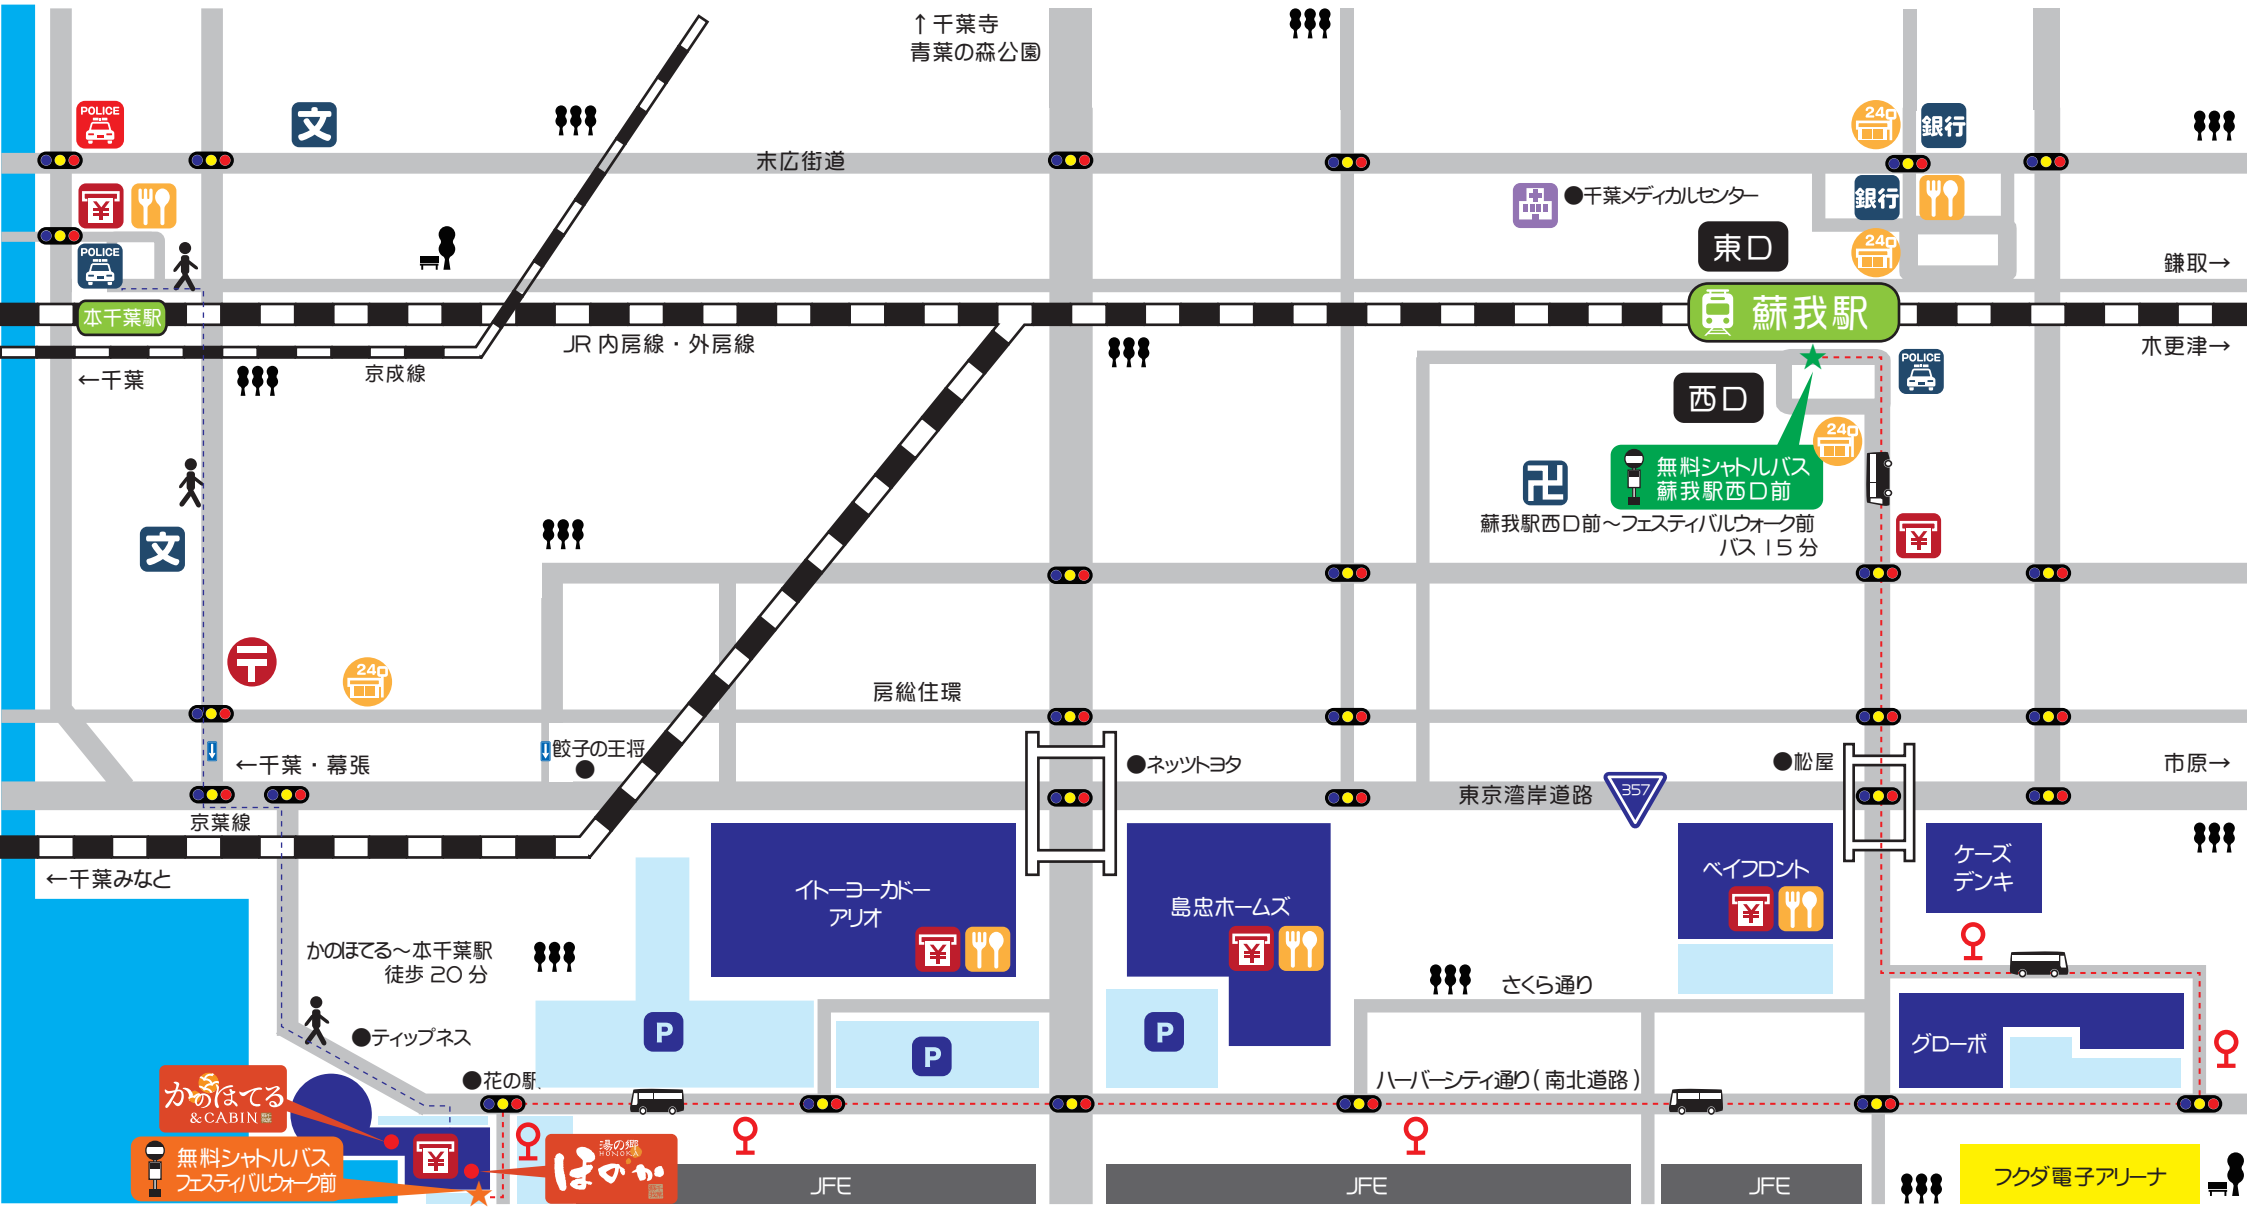 ↑千葉寺
青葉の森公園
POLICE
文
24
銀行
末広街道
¥
POLICE
●千葉メディカルセンター
銀行
東口
24
鎌取→
本千葉駅
蘇我駅
JR 内房線・外房線
木更津→
←千葉
京成線
POLICE
西口
24
無料シャトルバス
蘇我駅西口前
卍
蘇我駅西口前～フェスティバルウォーク前
バス 15 分
¥
文
〒
24
房総住環
←千葉・幕張
餃子の王将
●ネッツトヨタ
●松屋
市原→
東京湾岸道路
357
京葉線
←千葉みなと
イトーヨーカドー
アリオ
¥
島忠ホームズ
¥
ベイフロント
¥
ケーズ
デンキ
かのほてる～本千葉駅
徒歩 20 分
さくら通り
●ティップネス
P
P
P
グローボ
●花の駅
ハーバーシティ通り(南北道路)
かのほてる
&CABIN
¥
湯の郷
HONOKA
ほのか
無料シャトルバス
フェスティバルウォーク前
JFE
JFE
JFE
フクダ電子アリーナ